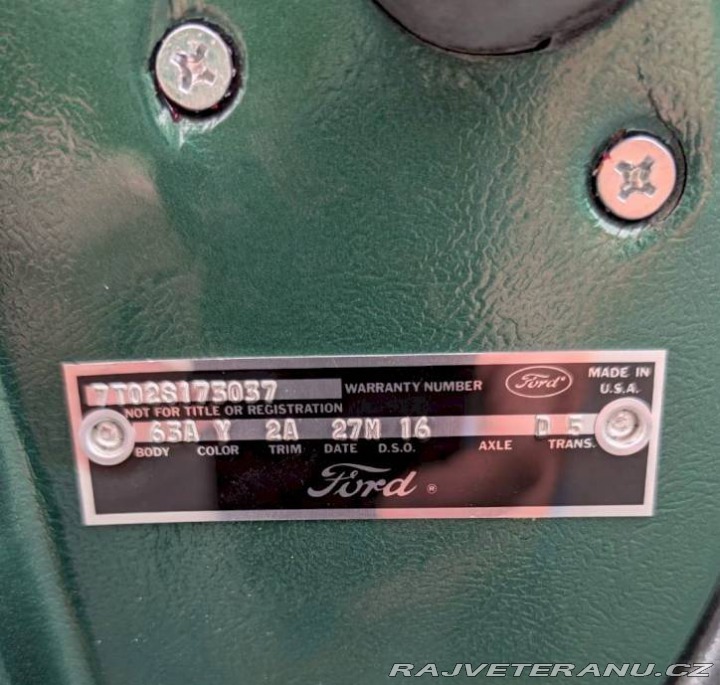 7T02S173037 WARRANTY NUMBER Ford® MADE IN U.S.A.
NOT FOR TITLE OR REGISTRATION
63A Y 2A 27M 16 D 5
BODY COLOR TRIM DATE D.S.O. AXLE TRANS.
Ford ®
RAJVETERANU.CZ